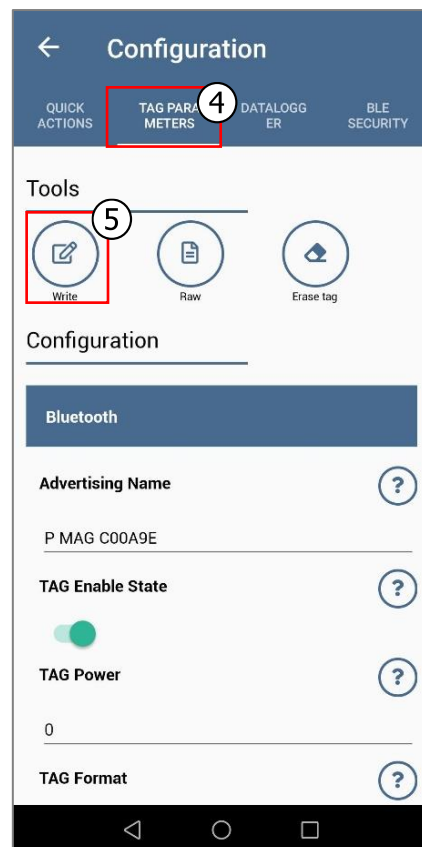 Configuration
QUICK
ACTIONS
TAG PARA
METERS
4
DATALOGG
ER
BLE
SECURITY
Tools
5
Write
Raw
Erase tag
Configuration
Bluetooth
Advertising Name
?
P MAG C00A9E
TAG Enable State
?
TAG Power
?
0
TAG Format
?